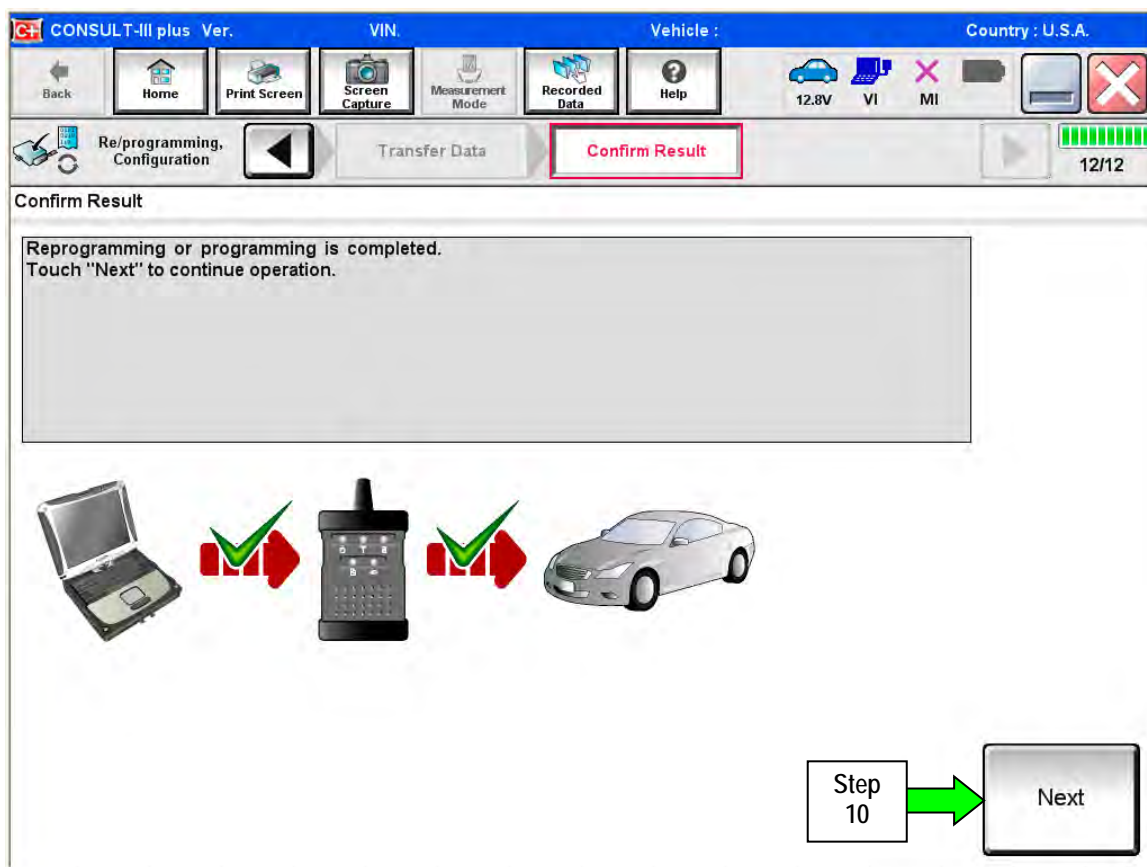 C+ CONSULT-III plus Ver. VIN. Vehicle : Country : U.S.A.
Back
Home
Print Screen
Screen
Capture
Measurement
Mode
Recorded
Data
Help
12.8V
VI
MI
Re/programming,
Configuration
Transfer Data
Confirm Result
12/12
Confirm Result
Reprogramming or programming is completed.
Touch "Next" to continue operation.
Step
10
Next